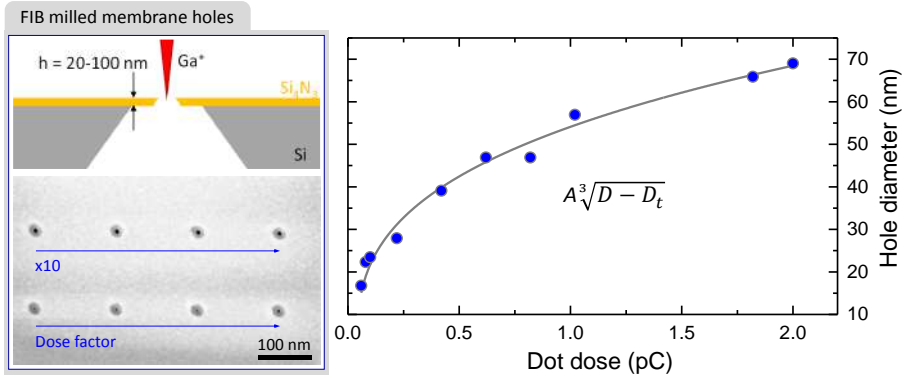 FIB milled membrane holes
h = 20-100 nm
Ga⁺
Si₃N₃
Si
x10
Dose factor
100 nm
A∛D − Dₜ
Hole diameter (nm)
70
60
50
40
30
20
10
0.0
0.5
1.0
1.5
2.0
Dot dose (pC)